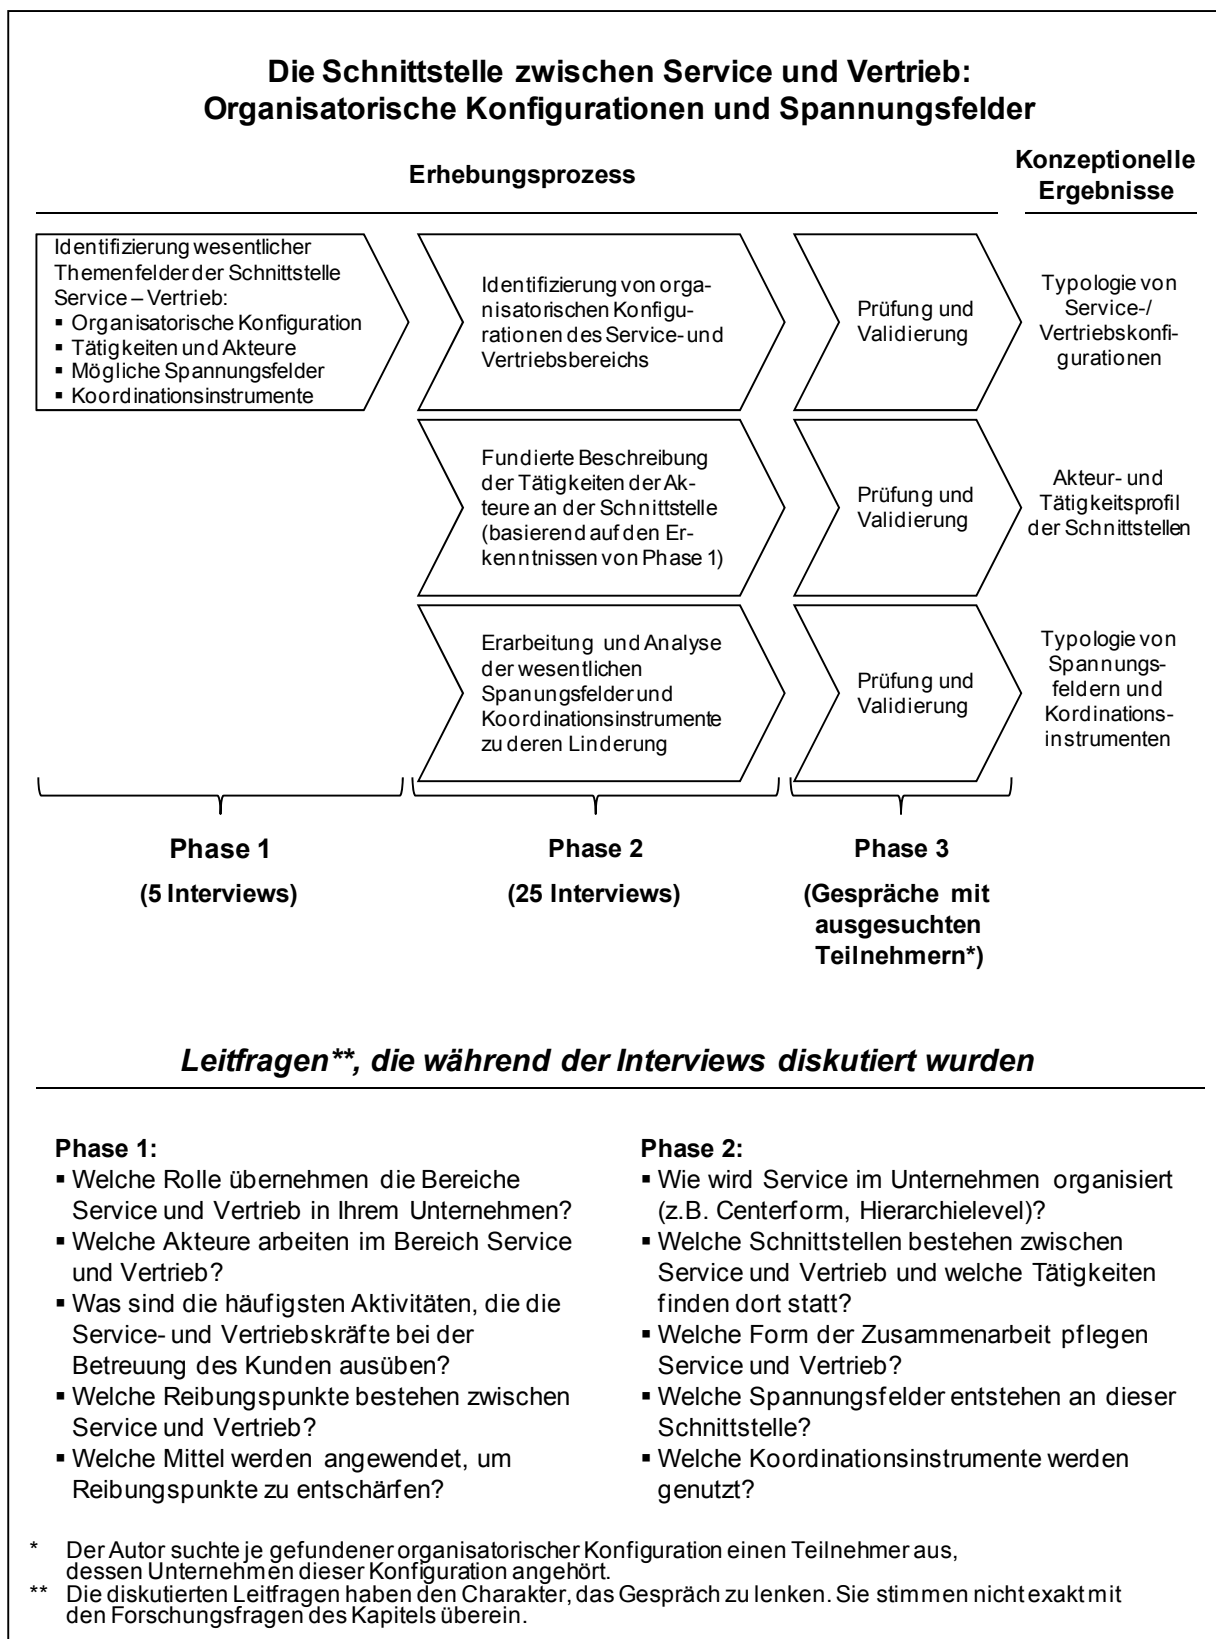 Die Schnittstelle zwischen Service und Vertrieb:
Organisatorische Konfigurationen und Spannungsfelder
Erhebungsprozess
Konzeptionelle
Ergebnisse
Identifizierung wesentlicher
Themenfelder der Schnittstelle
Service – Vertrieb:
▪ Organisatorische Konfiguration
▪ Tätigkeiten und Akteure
▪ Mögliche Spannungsfelder
▪ Koordinationsinstrumente
Identifizierung von orga-
nisatorischen Konfigu-
rationen des Service- und
Vertriebsbereichs
Prüfung und
Validierung
Typologie von
Service-/
Vertriebskonfi-
gurationen
Fundierte Beschreibung
der Tätigkeiten der Ak-
teure an der Schnittstelle
(basierend auf den Er-
kenntnissen von Phase 1)
Prüfung und
Validierung
Akteur- und
Tätigkeitsprofil
der Schnittstellen
Erarbeitung und Analyse
der wesentlichen
Spanungsfelder und
Koordinationsinstrumente
zu deren Linderung
Prüfung und
Validierung
Typologie von
Spannungs-
feldern und
Kordinations-
instrumenten
Phase 1
(5 Interviews)
Phase 2
(25 Interviews)
Phase 3
(Gespräche mit
ausgesuchten
Teilnehmern*)
Leitfragen**, die während der Interviews diskutiert wurden
Phase 1:
▪ Welche Rolle übernehmen die Bereiche
Service und Vertrieb in Ihrem Unternehmen?
▪ Welche Akteure arbeiten im Bereich Service
und Vertrieb?
▪ Was sind die häufigsten Aktivitäten, die die
Service- und Vertriebskräfte bei der
Betreuung des Kunden ausüben?
▪ Welche Reibungspunkte bestehen zwischen
Service und Vertrieb?
▪ Welche Mittel werden angewendet, um
Reibungspunkte zu entschärfen?
Phase 2:
▪ Wie wird Service im Unternehmen organisiert
(z.B. Centerform, Hierarchielevel)?
▪ Welche Schnittstellen bestehen zwischen
Service und Vertrieb und welche Tätigkeiten
finden dort statt?
▪ Welche Form der Zusammenarbeit pflegen
Service und Vertrieb?
▪ Welche Spannungsfelder entstehen an dieser
Schnittstelle?
▪ Welche Koordinationsinstrumente werden
genutzt?
* Der Autor suchte je gefundener organisatorischer Konfiguration einen Teilnehmer aus,
dessen Unternehmen dieser Konfiguration angehört.
** Die diskutierten Leitfragen haben den Charakter, das Gespräch zu lenken. Sie stimmen nicht exakt mit
den Forschungsfragen des Kapitels überein.